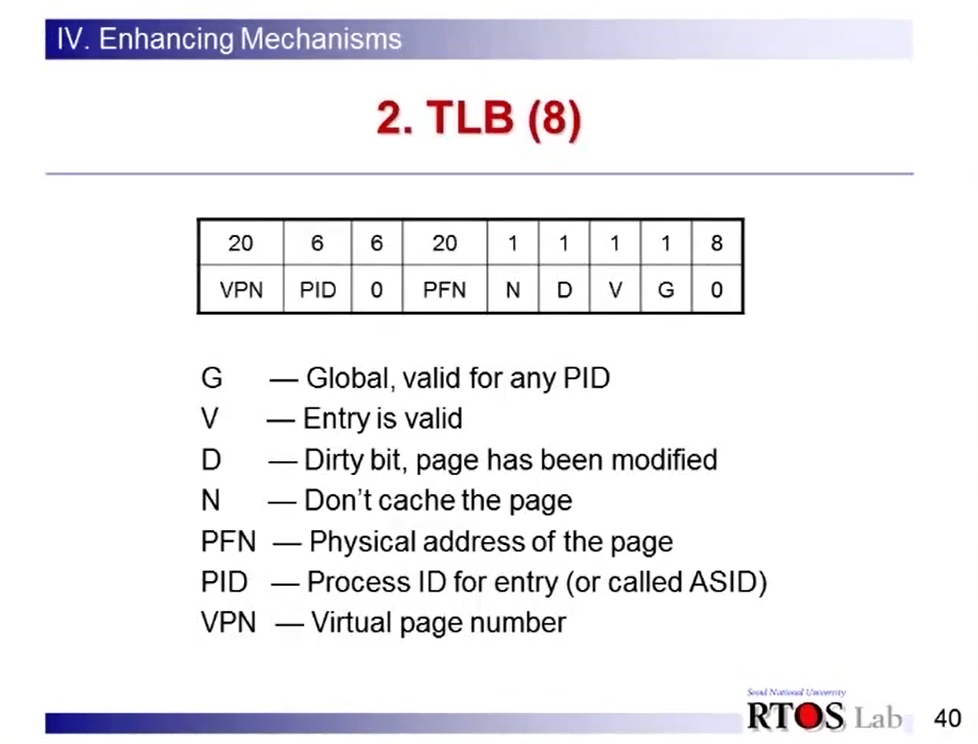 IV. Enhancing Mechanisms
2. TLB (8)
20 6 6 20 1 1 1 1 8
VPN PID 0 PFN N D V G 0
G — Global, valid for any PID
V — Entry is valid
D — Dirty bit, page has been modified
N — Don't cache the page
PFN — Physical address of the page
PID — Process ID for entry (or called ASID)
VPN — Virtual page number
Seoul National University
RTOS Lab
40